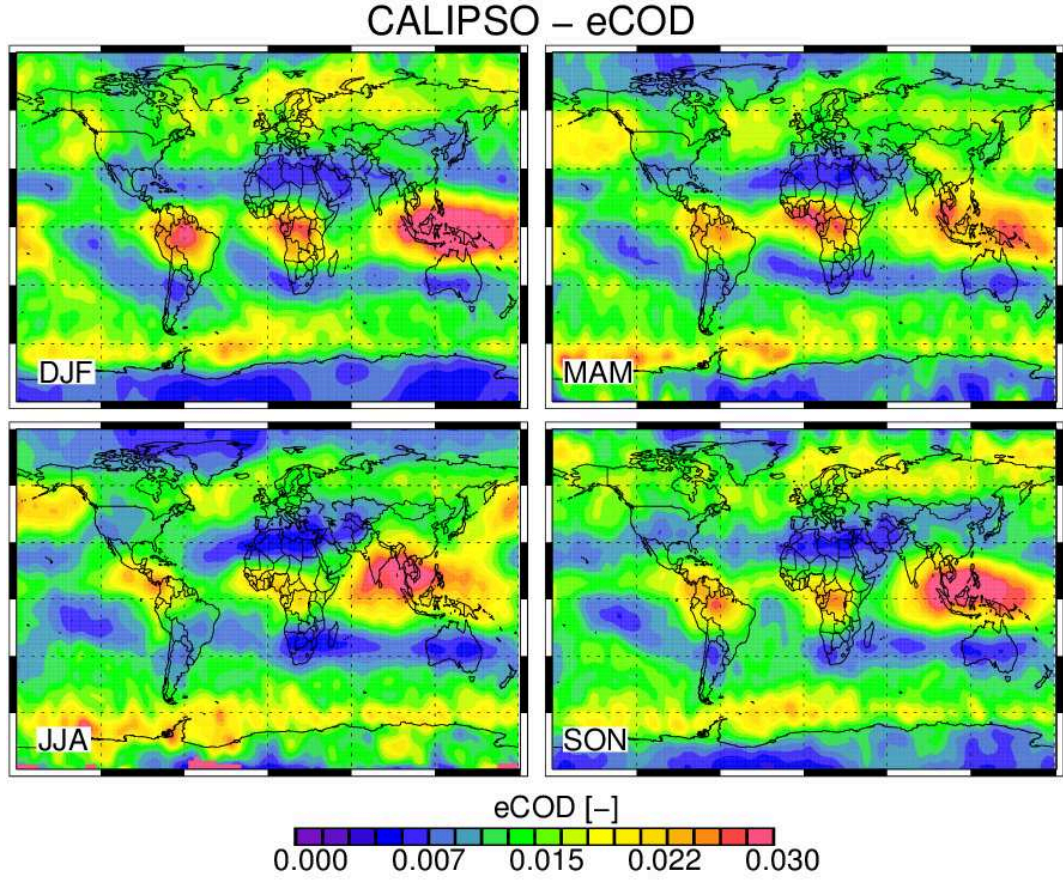 CALIPSO – eCOD
DJF
MAM
JJA
SON
eCOD [–]
0.000 0.007 0.015 0.022 0.030